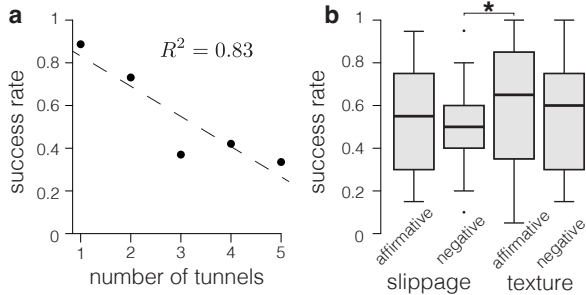 a
success rate
1
0.8
0.6
0.4
0.2
0
R² = 0.83
1 2 3 4 5
number of tunnels
b
success rate
1
0.8
0.6
0.4
0.2
0
*
affirmative negative affirmative negative
slippage texture